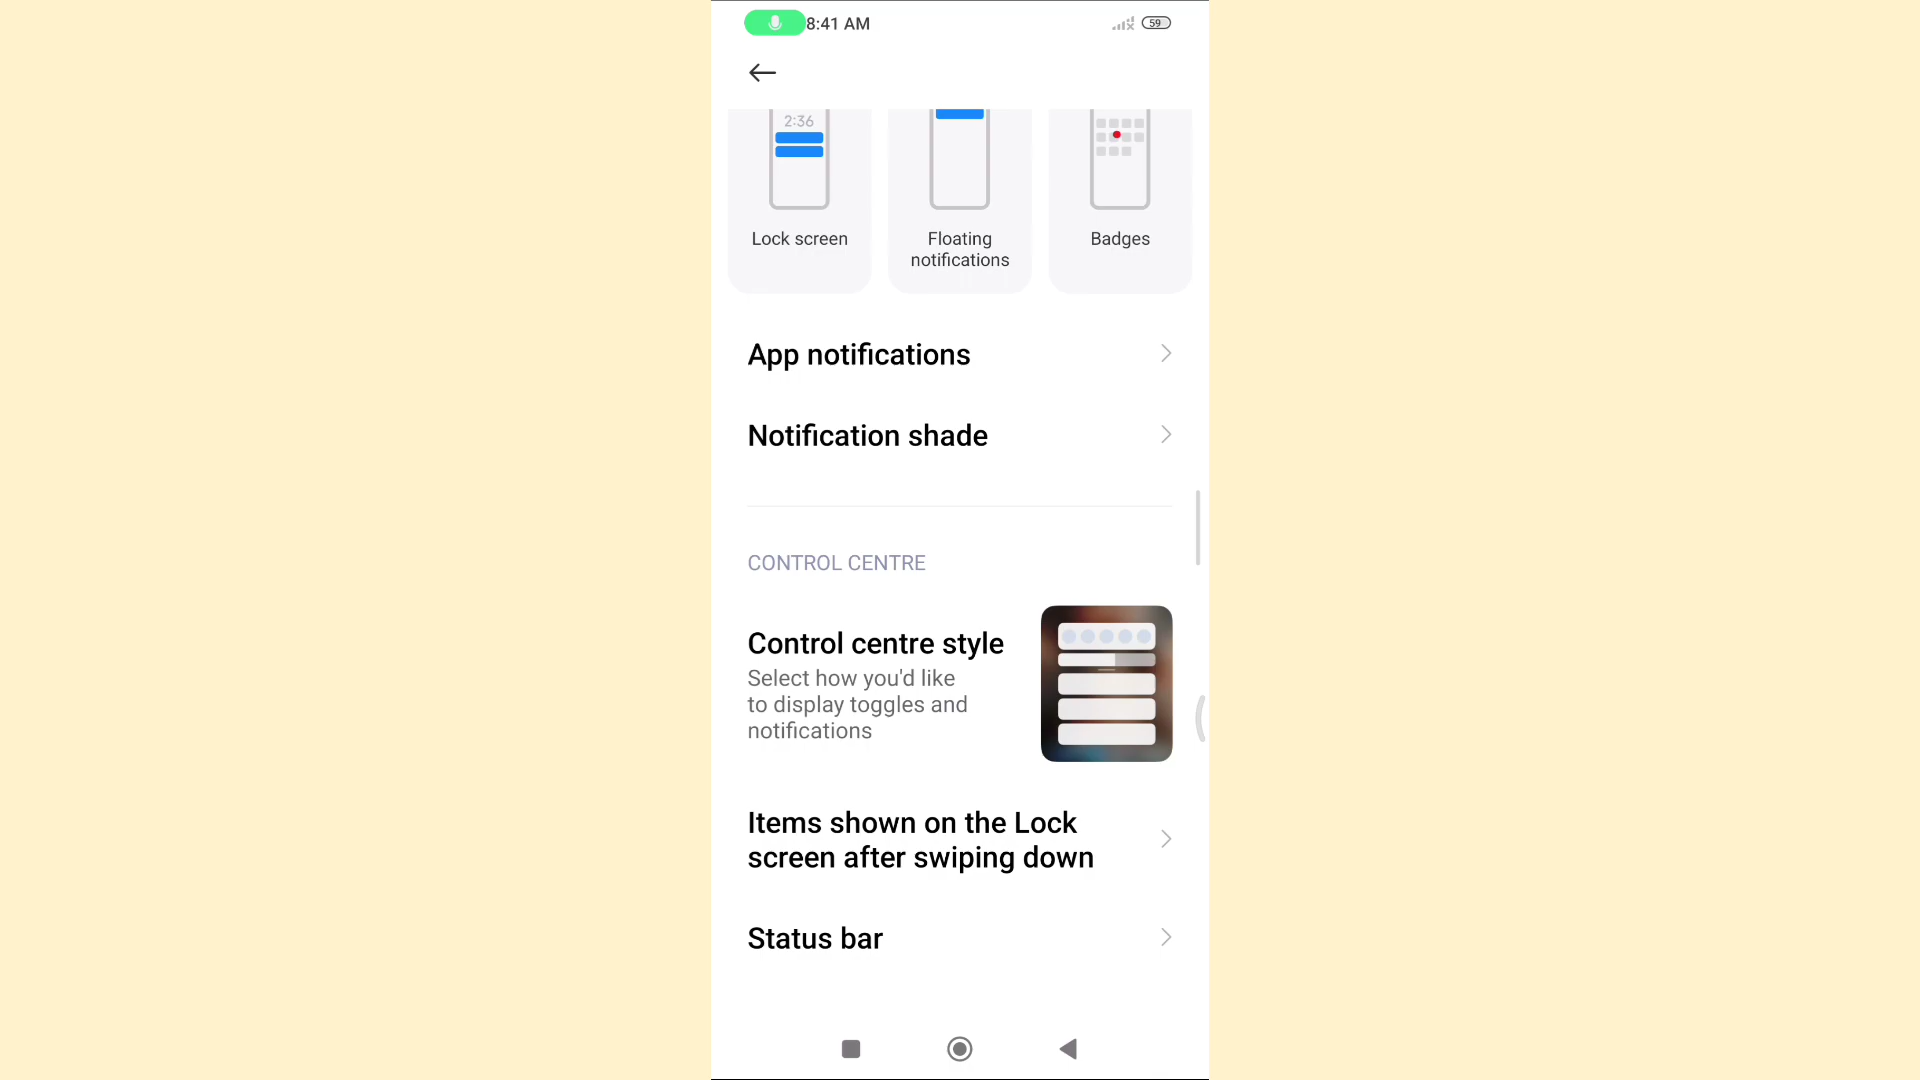 8:41 AM
59
2:36
Lock screen
Floating
notifications
Badges
App notifications
Notification shade
CONTROL CENTRE
Control centre style
Select how you'd like
to display toggles and
notifications
Items shown on the Lock
screen after swiping down
Status bar